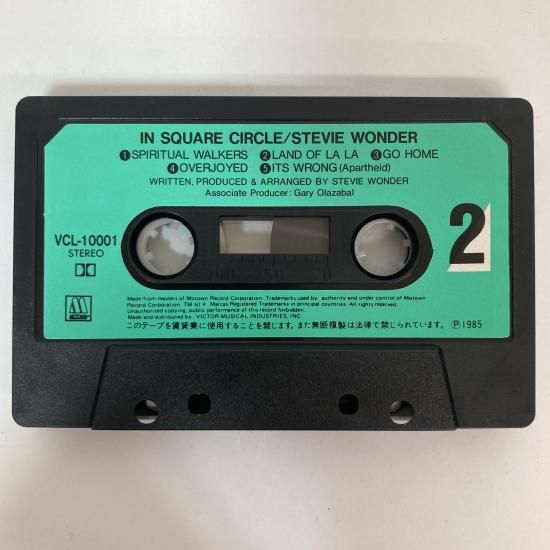 IN SQUARE CIRCLE/STEVIE WONDER
❶SPIRITUAL WALKERS ❷LAND OF LA LA ❸GO HOME
❹OVERJOYED ❺ITS WRONG (Apartheid)
WRITTEN, PRODUCED & ARRANGED BY STEVIE WONDER
Associate Producer: Gary Olazabal
VCL-10001
STEREO
2
100 50 0
M
Made from masters of Motown Record Corporation. Trademarks used by authority and under control of Motown
Record Corporation. TM(s) ® Marcas Registered Trademarks in principal countries. All rights reserved.
Unauthorized copying, public performance of this record forbidden.
Made and distributed by VICTOR MUSICAL INDUSTRIES, INC.
このテープを賃貸業に使用することを禁じます。また無断複製は法律で禁じられています。 Ⓟ1985